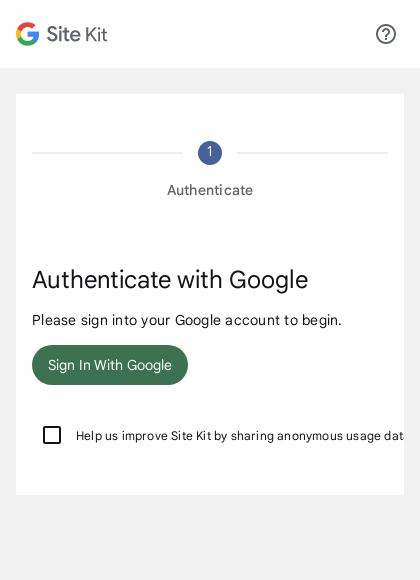 Site Kit
1
Authenticate
Authenticate with Google
Please sign into your Google account to begin.
Sign In With Google
Help us improve Site Kit by sharing anonymous usage dat